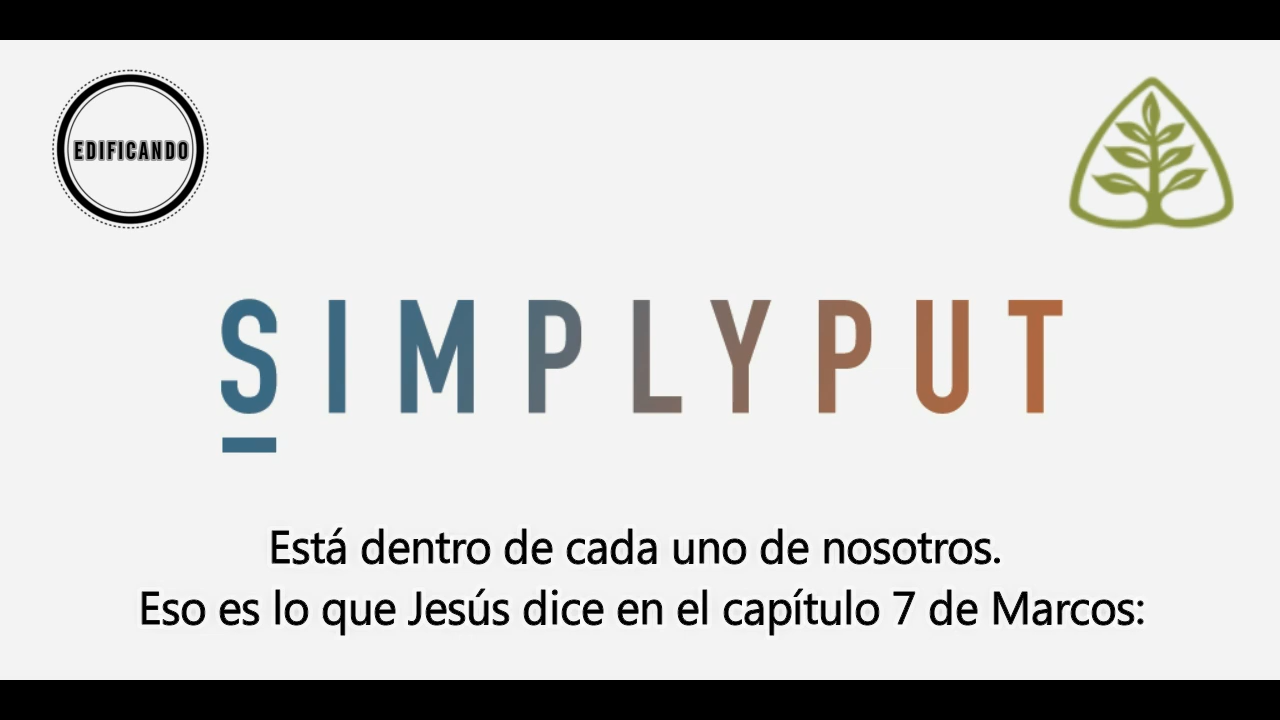 EDIFICANDO
SIMPLYPUT
Está dentro de cada uno de nosotros.
Eso es lo que Jesús dice en el capítulo 7 de Marcos: